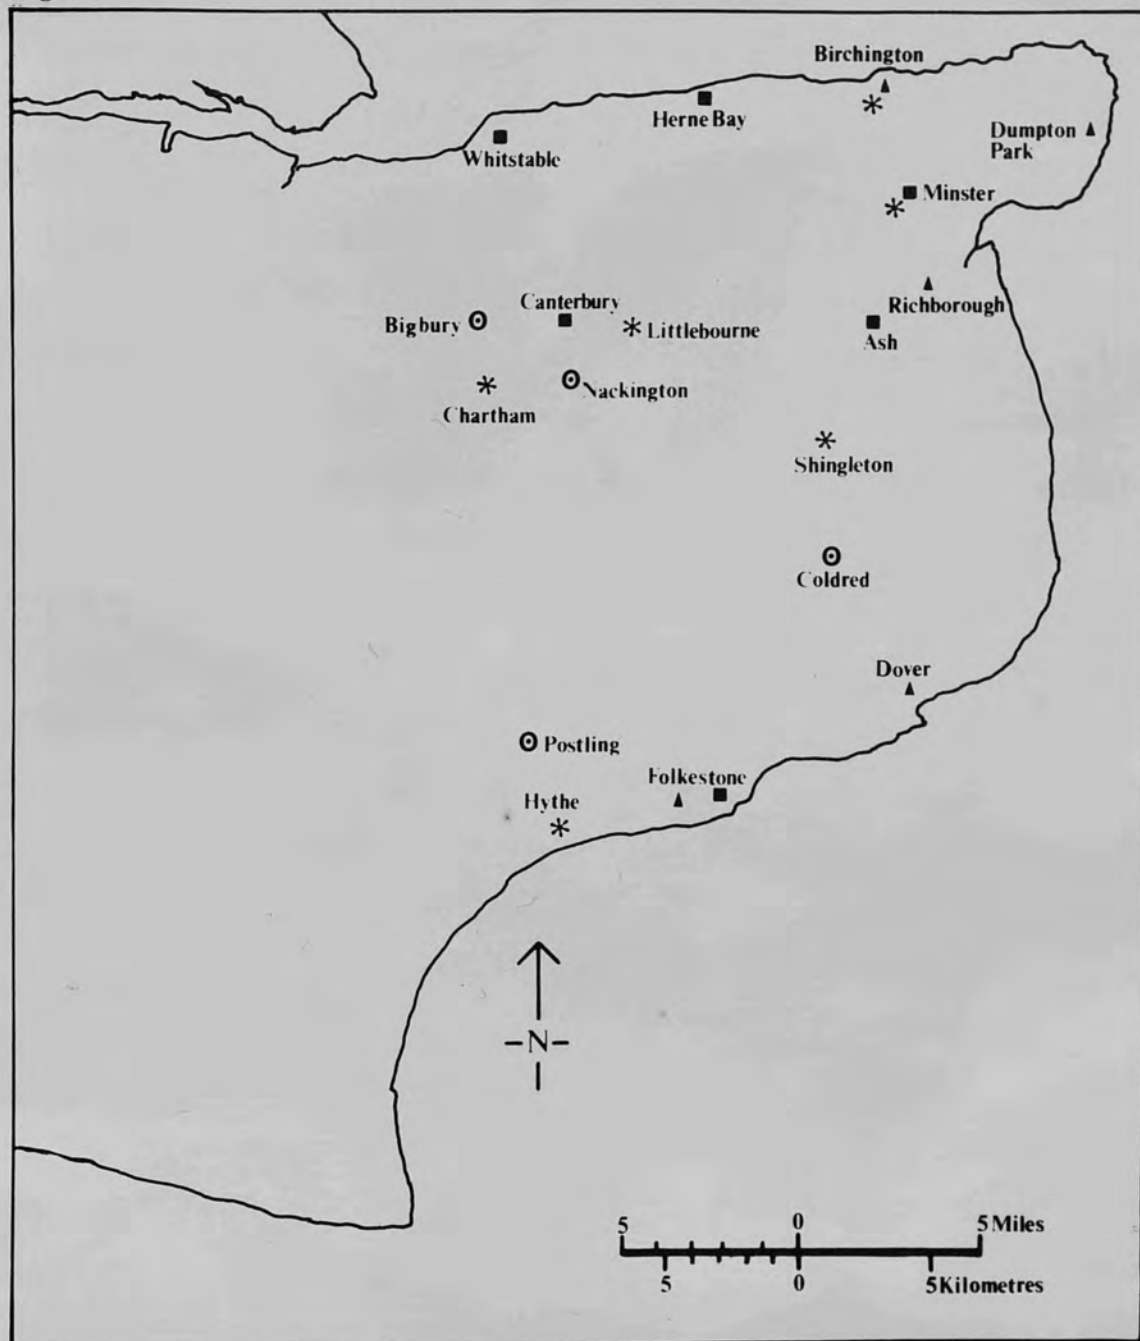 Birchington
Herne Bay
Dumpton
Park
Whitstable
Minster
Canterbury
Richborough
Bigbury
Littlebourne
Ash
Nackington
Chartham
Shingleton
Coldred
Dover
Postling
Folkestone
Hythe
-N-
5 0 5 Miles
5 0 5 Kilometres